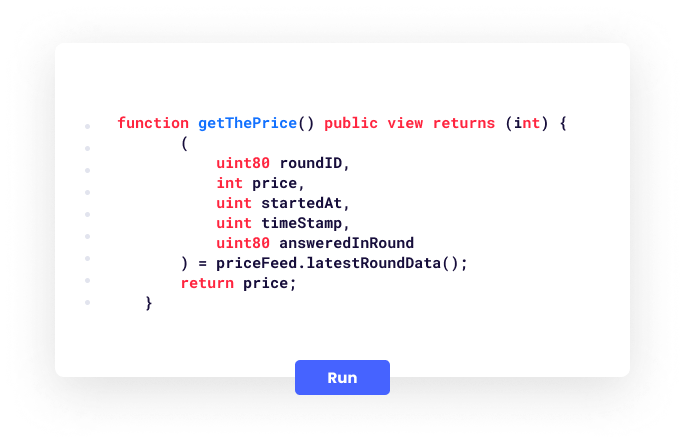 function getThePrice() public view returns (int) {
(
uint80 roundID,
int price,
uint startedAt,
uint timeStamp,
uint80 answeredInRound
) = priceFeed.latestRoundData();
return price;
}
Run